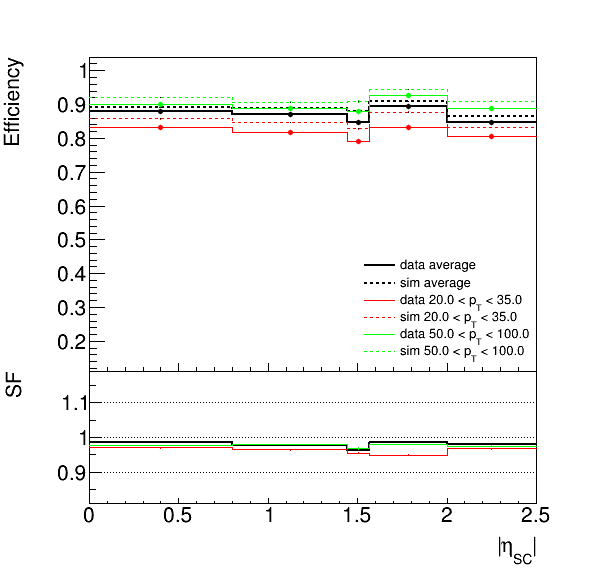 Efficiency
1
0.9
0.8
0.7
0.6
0.5
0.4
0.3
0.2
data average
sim average
data 20.0 < p_T < 35.0
sim 20.0 < p_T < 35.0
data 50.0 < p_T < 100.0
sim 50.0 < p_T < 100.0
SF
1.1
1
0.9
0 0.5 1 1.5 2 2.5
|η_SC|